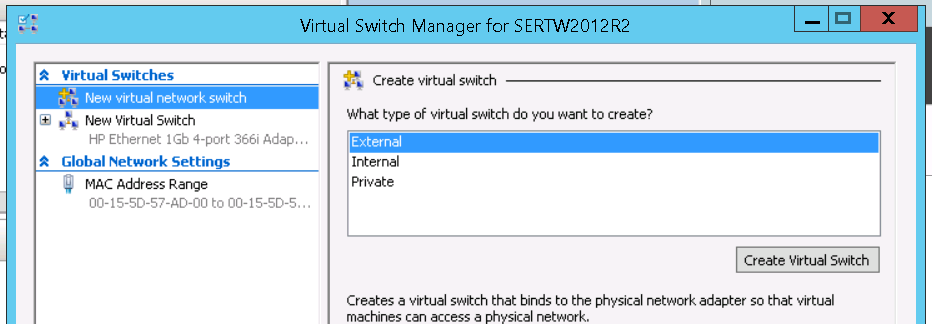 Virtual Switch Manager for SERTW2012R2
Virtual Switches
New virtual network switch
New Virtual Switch
HP Ethernet 1Gb 4-port 366i Adap...
Global Network Settings
MAC Address Range
00-15-5D-57-AD-00 to 00-15-5D-5...
Create virtual switch
What type of virtual switch do you want to create?
External
Internal
Private
Create Virtual Switch
Creates a virtual switch that binds to the physical network adapter so that virtual
machines can access a physical network.